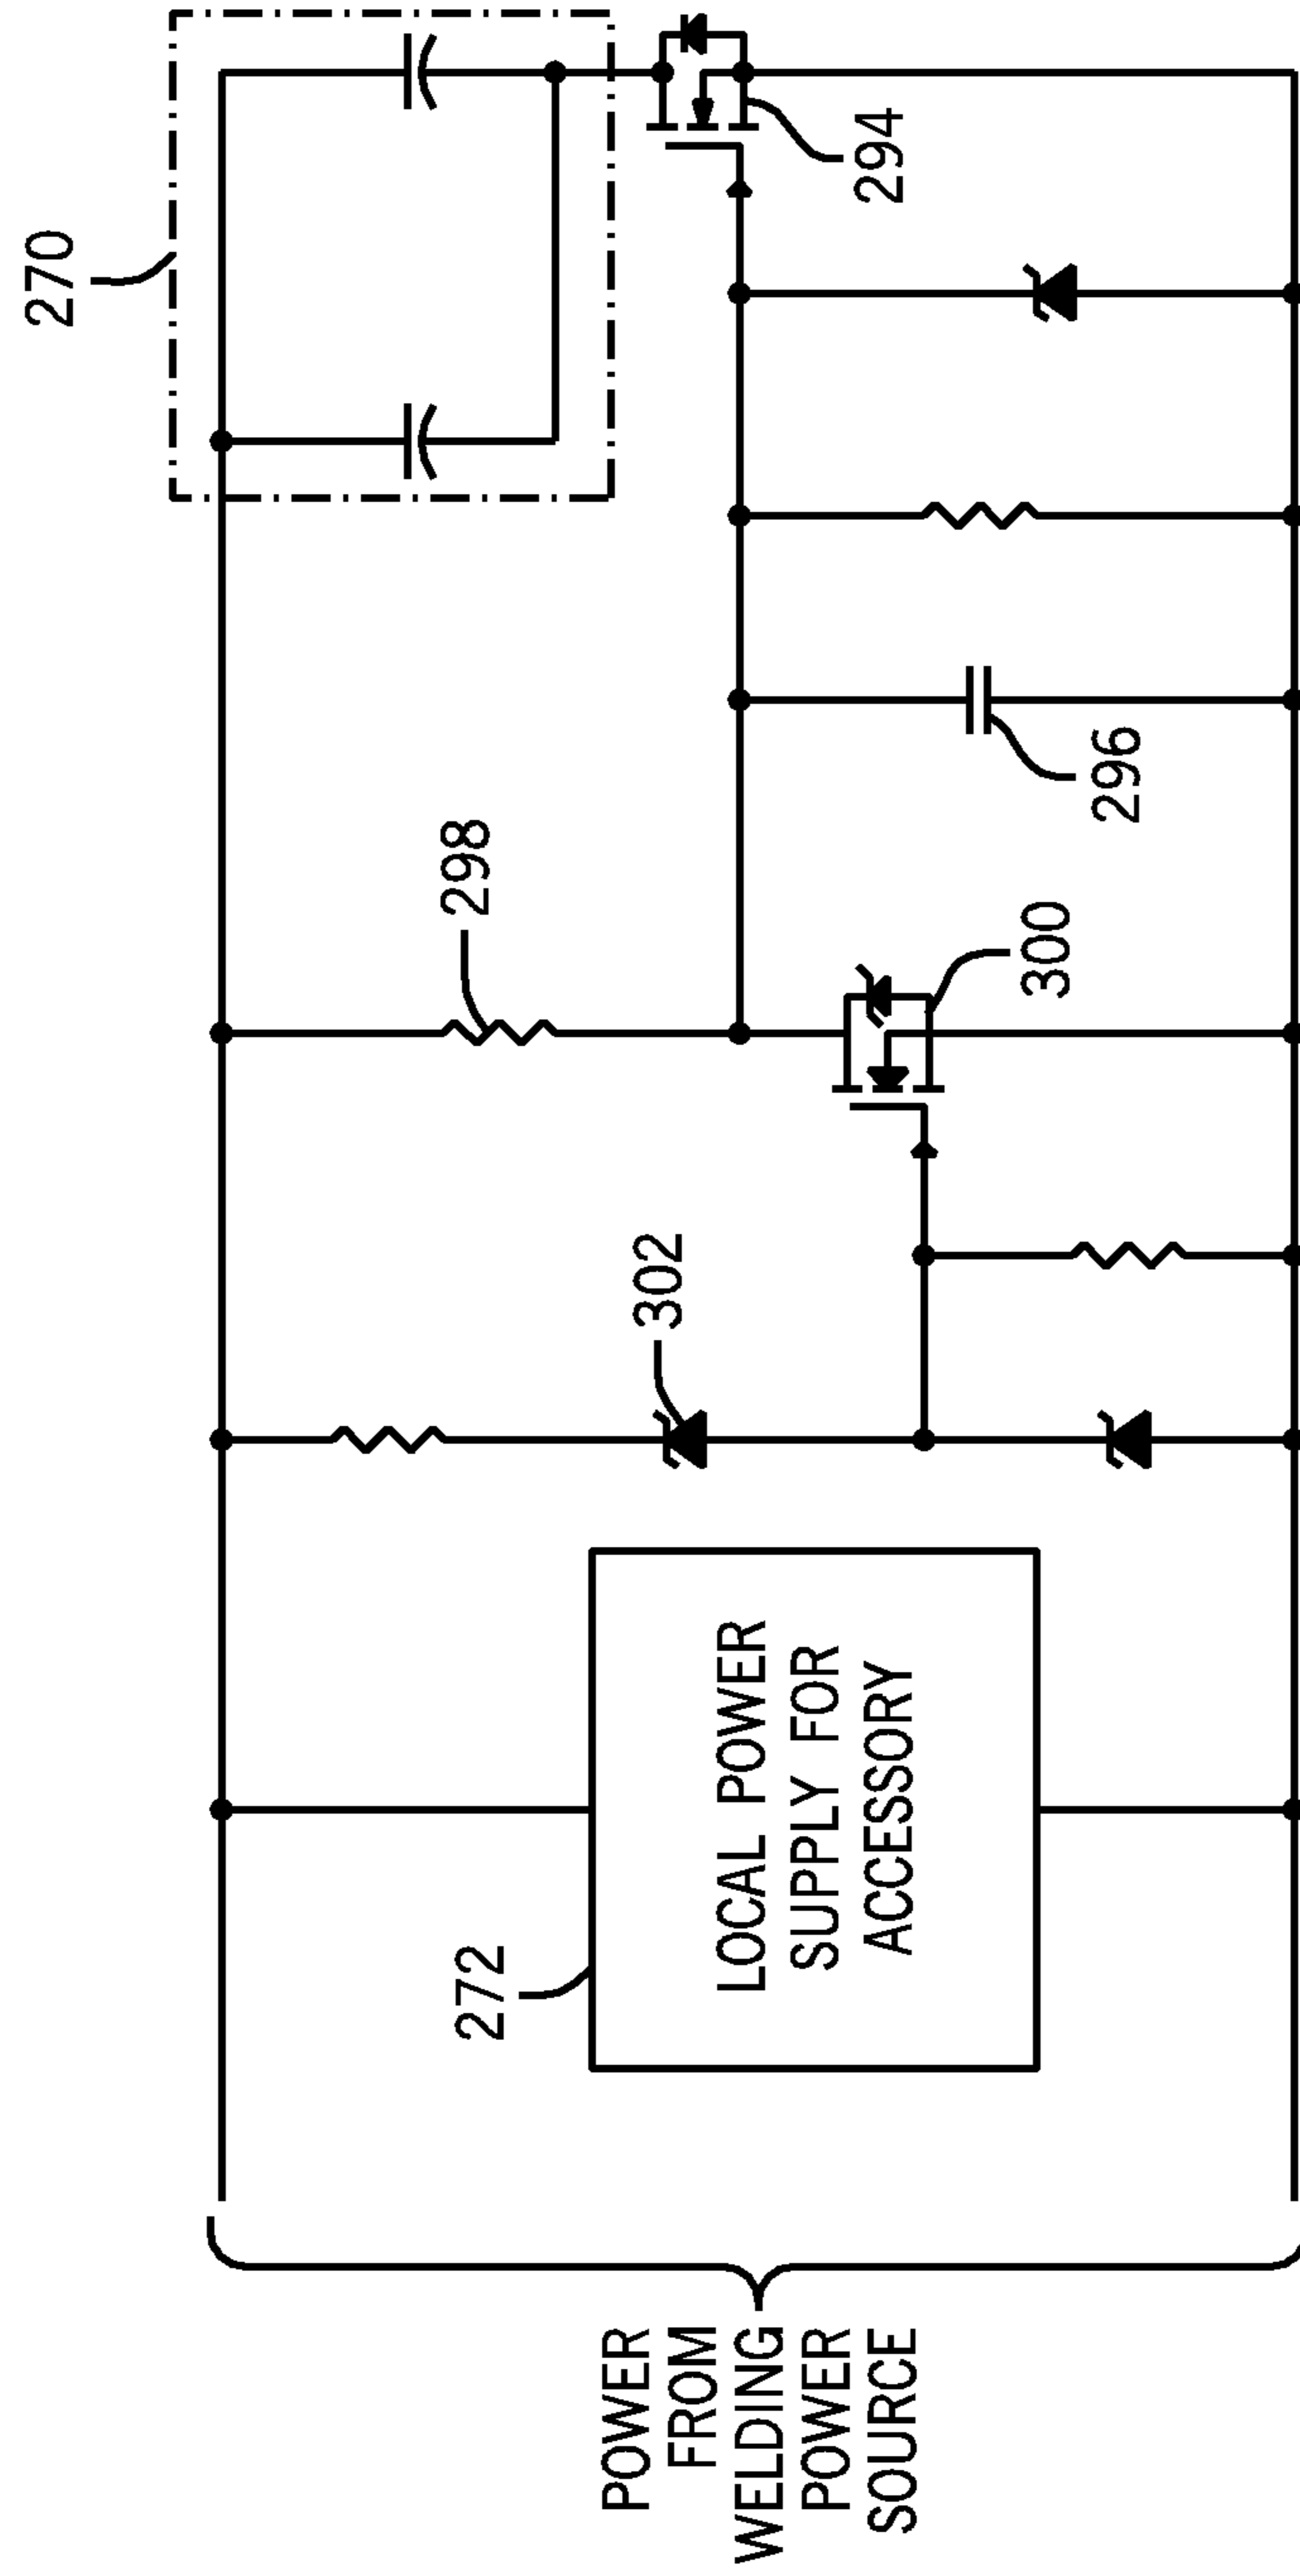 270
294
298
296
300
302
272
LOCAL POWER
SUPPLY FOR
ACCESSORY
POWER
FROM
WELDING
POWER
SOURCE